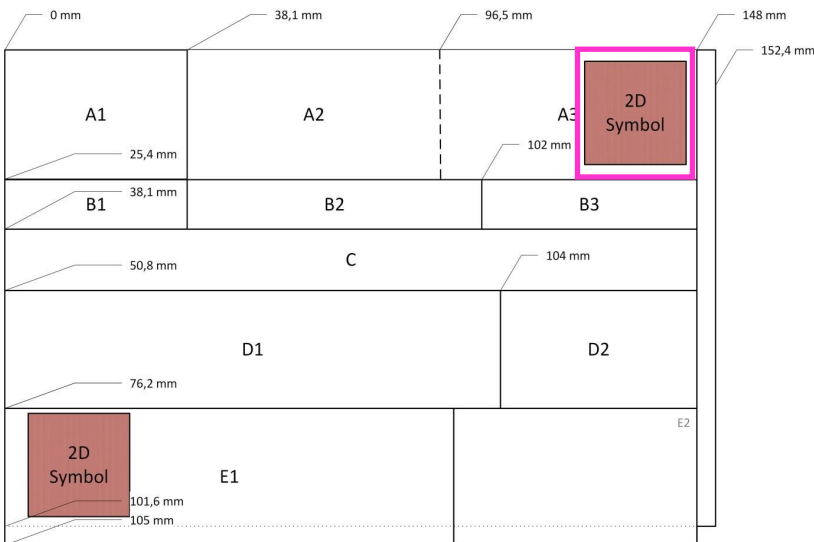 0 mm 38,1 mm 96,5 mm 148 mm
152,4 mm
A1 A2 A3 2D
Symbol
102 mm
25,4 mm
38,1 mm
B1 B2 B3
C
104 mm
50,8 mm
D1 D2
76,2 mm
E2
2D
Symbol
E1
101,6 mm
105 mm